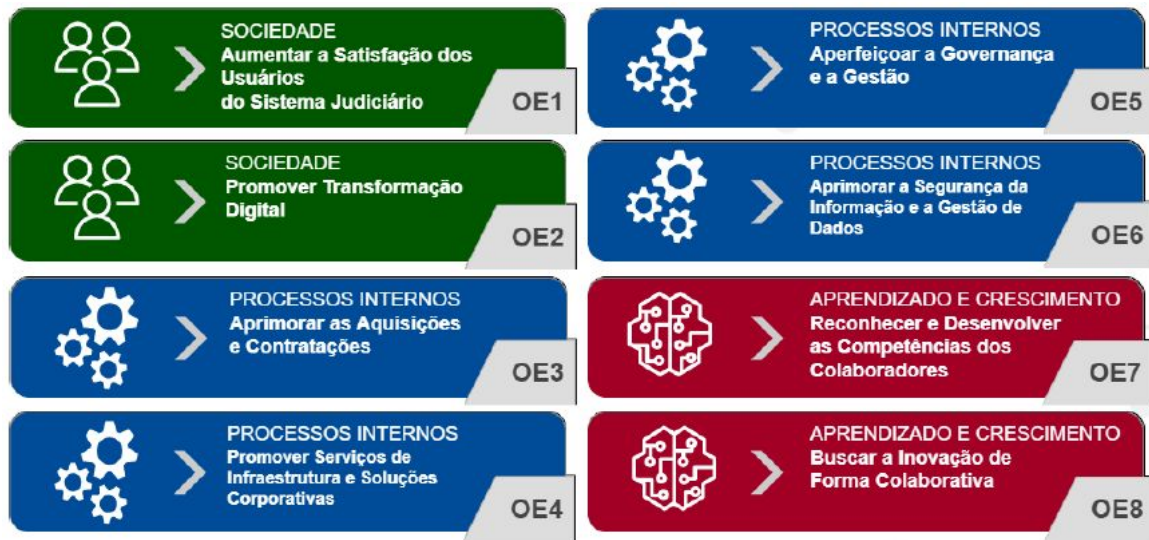 SOCIEDADE
Aumentar a Satisfação dos
Usuários
do Sistema Judiciário
OE1
SOCIEDADE
Promover Transformação
Digital
OE2
PROCESSOS INTERNOS
Aprimorar as Aquisições
e Contratações
OE3
PROCESSOS INTERNOS
Promover Serviços de
Infraestrutura e Soluções
Corporativas
OE4
PROCESSOS INTERNOS
Aperfeiçoar a Governança
e a Gestão
OE5
PROCESSOS INTERNOS
Aprimorar a Segurança da
Informação e a Gestão de
Dados
OE6
APRENDIZADO E CRESCIMENTO
Reconhecer e Desenvolver
as Competências dos
Colaboradores
OE7
APRENDIZADO E CRESCIMENTO
Buscar a Inovação de
Forma Colaborativa
OE8